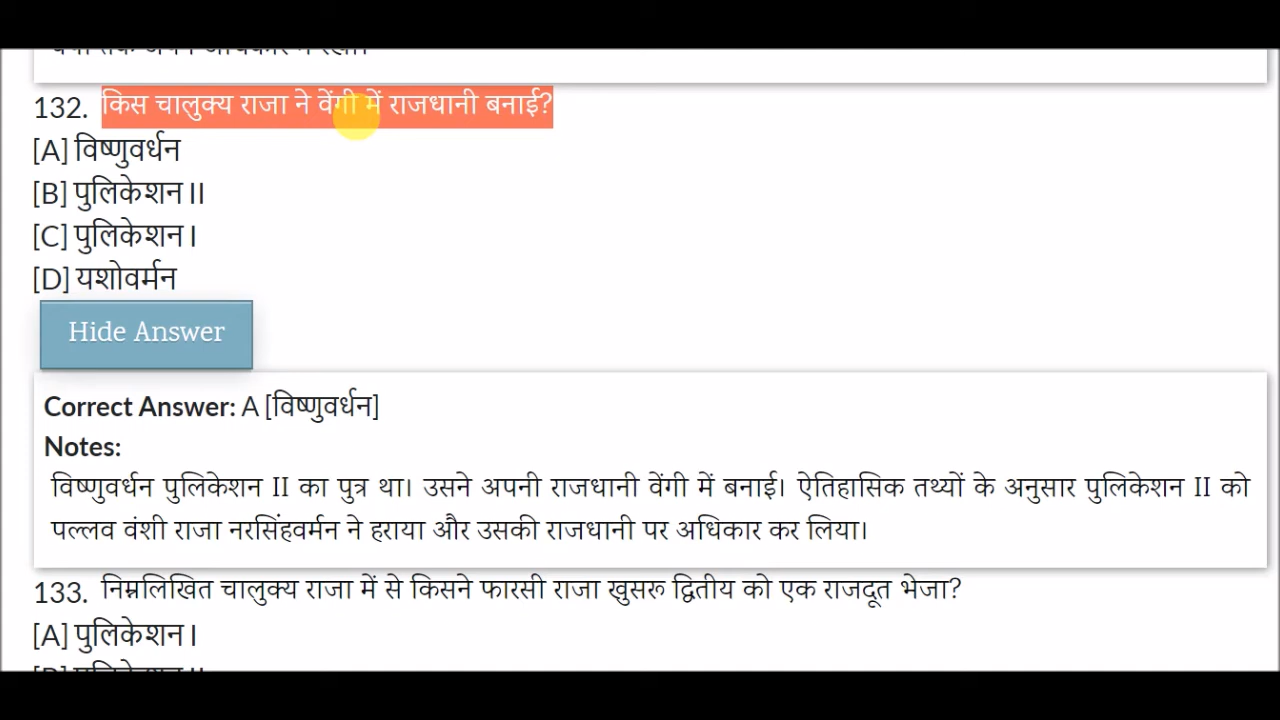 132. किस चालुक्य राजा ने वेंगी में राजधानी बनाई?
[A] विष्णुवर्धन
[B] पुलिकेशन II
[C] पुलिकेशन I
[D] यशोवर्मन
Hide Answer
Correct Answer: A [विष्णुवर्धन]
Notes:
विष्णुवर्धन पुलिकेशन II का पुत्र था। उसने अपनी राजधानी वेंगी में बनाई। ऐतिहासिक तथ्यों के अनुसार पुलिकेशन II को
पल्लव वंशी राजा नरसिंहवर्मन ने हराया और उसकी राजधानी पर अधिकार कर लिया।
133. निम्नलिखित चालुक्य राजा में से किसने फारसी राजा खुसरू द्वितीय को एक राजदूत भेजा?
[A] पुलिकेशन I